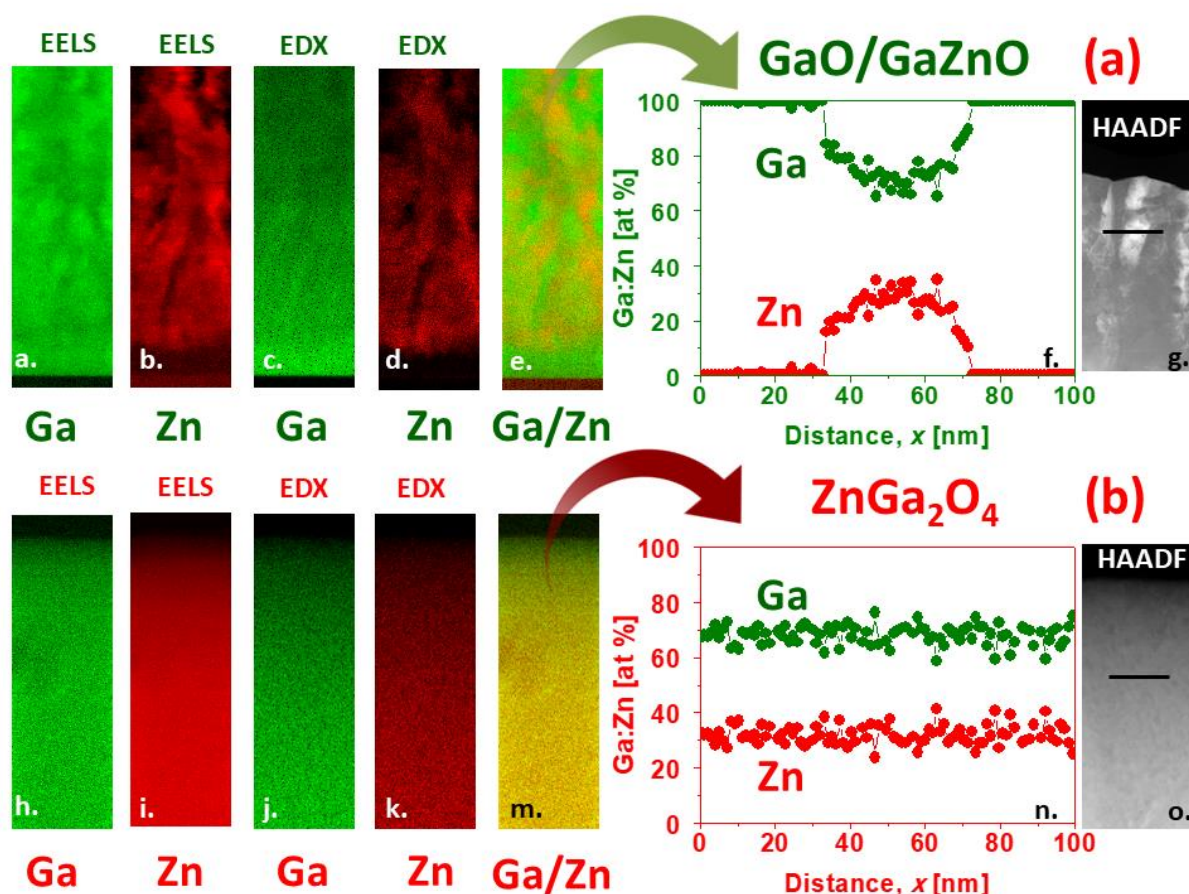 EELS EELS EDX EDX
GaO/GaZnO (a)
a. b. c. d. e.
Ga Zn Ga Zn Ga/Zn
100
80
60
40
20
0
Ga:Zn [at %]
Ga
Zn
f.
0 20 40 60 80 100
Distance, x [nm]
HAADF
g.
EELS EELS EDX EDX
ZnGa₂O₄ (b)
h. i. j. k. m.
Ga Zn Ga Zn Ga/Zn
100
80
60
40
20
0
Ga:Zn [at %]
Ga
Zn
n.
0 20 40 60 80 100
Distance, x [nm]
HAADF
o.